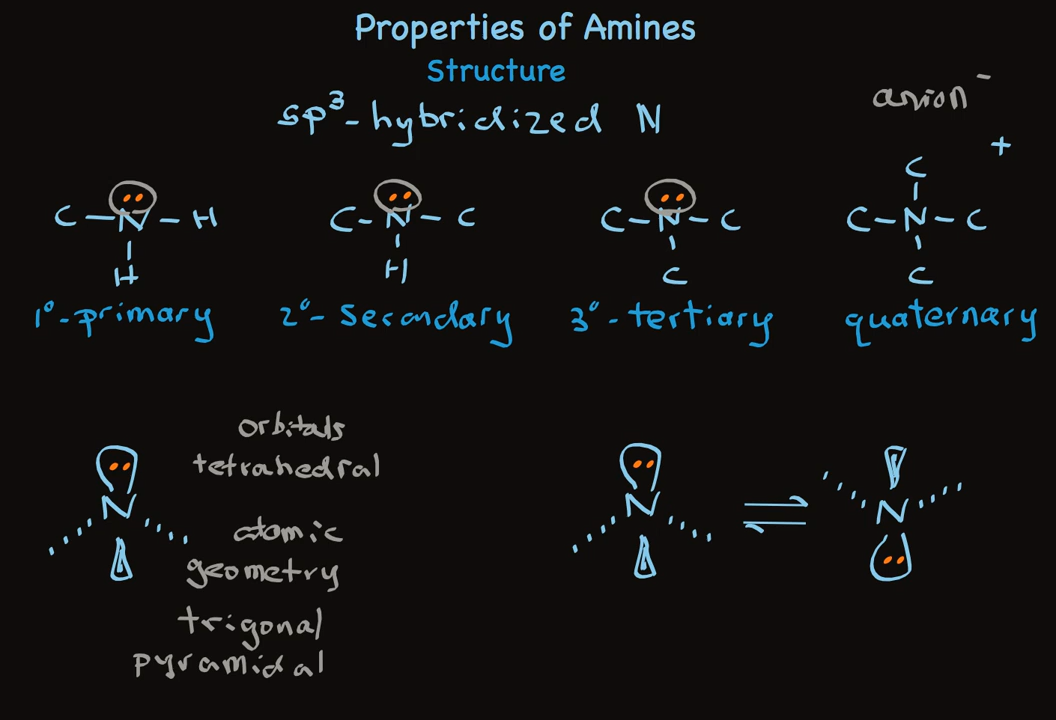 Properties of Amines
Structure
anion⁻
sp³-hybridized N
+
C
C-N-H
C-N-C
C-N-C
C-N-C
H
H
C
C
1°-primary
2°-secondary
3°-tertiary
quaternary
orbitals
tetrahedral
N
N
N
atomic
geometry
trigonal
pyramidal